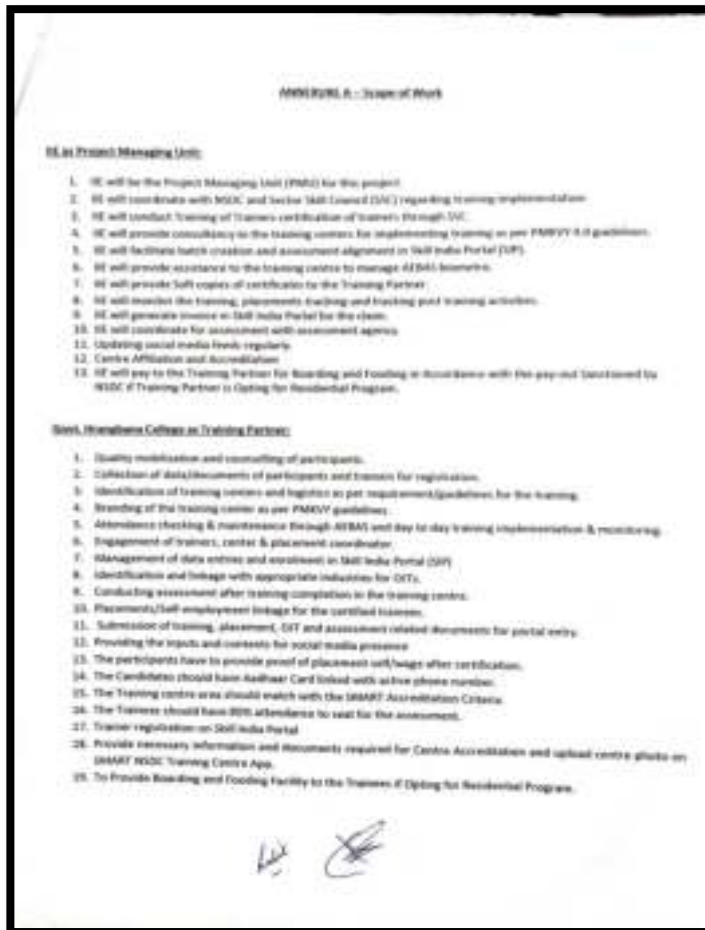 ANNEXURE A – Scope of Work
IIE as Project Managing Unit:
1. IIE will be the Project Managing Unit (PMU) for this project
2. IIE will coordinate with NSDC and Sector Skill Council (SSC) regarding training implementation
3. IIE will conduct Training of Trainers certification of trainers through SSC.
4. IIE will provide consultancy to the training centers for implementing training as per PMKVY 4.0 guidelines.
5. IIE will facilitate batch creation and assessment alignment in Skill India Portal (SIP).
6. IIE will provide assistance to the training centre to manage AEBAS biometric.
7. IIE will provide Soft copies of certificates to the Training Partner
8. IIE will monitor the training, placements tracking and tracking post training activities.
9. IIE will generate invoice in Skill India Portal for the claim.
10. IIE will coordinate for assessment with assessment agency.
11. Updating social media feeds regularly.
12. Centre Affiliation and Accreditation
13. IIE will pay to the Training Partner for Boarding and Fooding in Accordance with the pay-out Sanctioned by
NSDC if Training Partner is Opting for Residential Program.
Govt. Hrangbana College as Training Partner:
1. Quality mobilization and counselling of participants.
2. Collection of data/documents of participants and trainers for registration.
3. Identification of training centers and logistics as per requirement/guidelines for the training.
4. Branding of the training center as per PMKVY guidelines.
5. Attendance checking & maintenance through AEBAS and day to day training implementation & monitoring.
6. Engagement of trainers, center & placement coordinator.
7. Management of data entries and enrolment in Skill India Portal (SIP)
8. Identification and linkage with appropriate industries for OJTs.
9. Conducting assessment after training completion in the training centre.
10. Placements/Self-employment linkage for the certified trainees.
11. Submission of training, placement, OJT and assessment related documents for portal entry.
12. Providing the inputs and contents for social media presence
13. The participants have to provide proof of placement self/wage after certification.
14. The Candidates should have Aadhaar Card linked with active phone number.
15. The Training centre area should match with the SMART Accreditation Criteria.
16. The Trainees should have 80% attendance to seat for the assessment.
17. Trainer registration on Skill India Portal
18. Provide necessary information and documents required for Centre Accreditation and upload centre photo on
SMART NSDC Training Centre App.
19. To Provide Boarding and Fooding Facility to the Trainees if Opting for Residential Program.